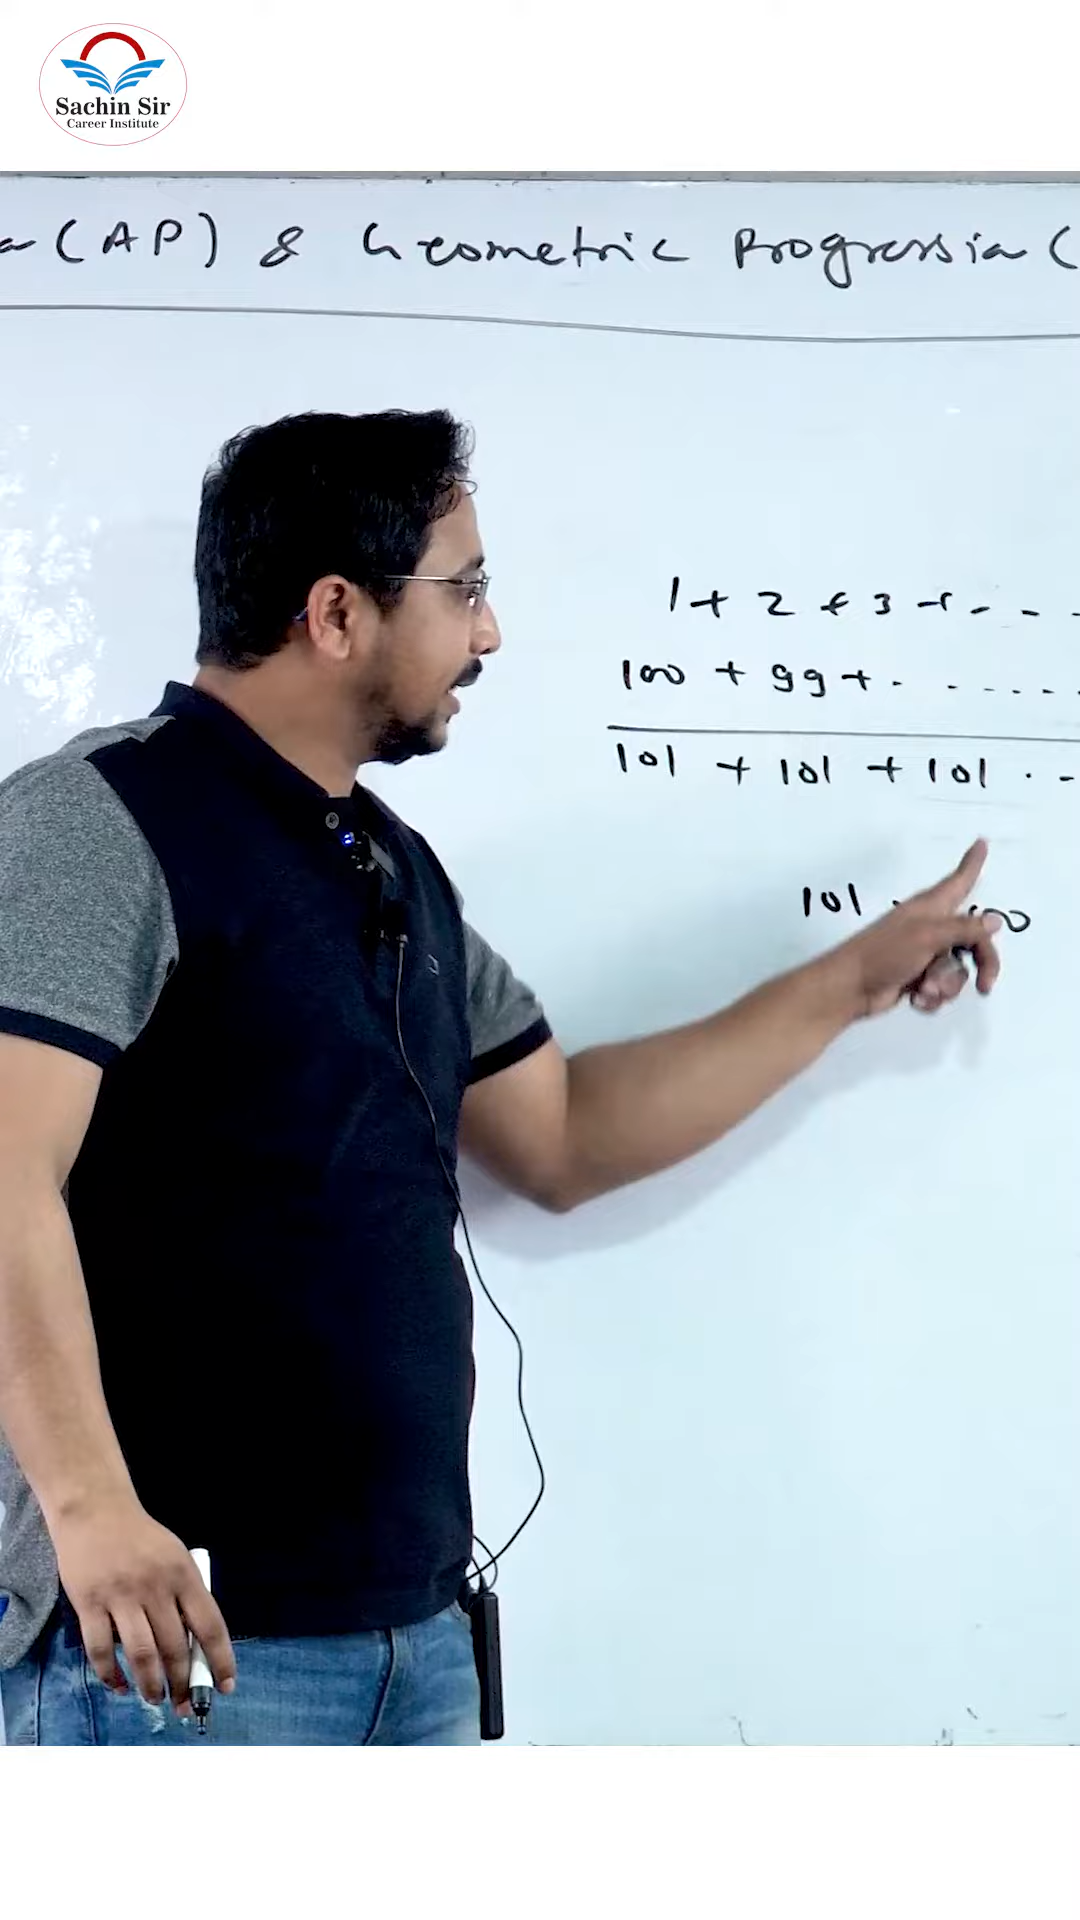 Sachin Sir
Career Institute
(AP) & Geometric Progression (
1 + 2 + 3 + - - -
100 + 99 + - - - - - -
101 + 101 + 101 - -
101